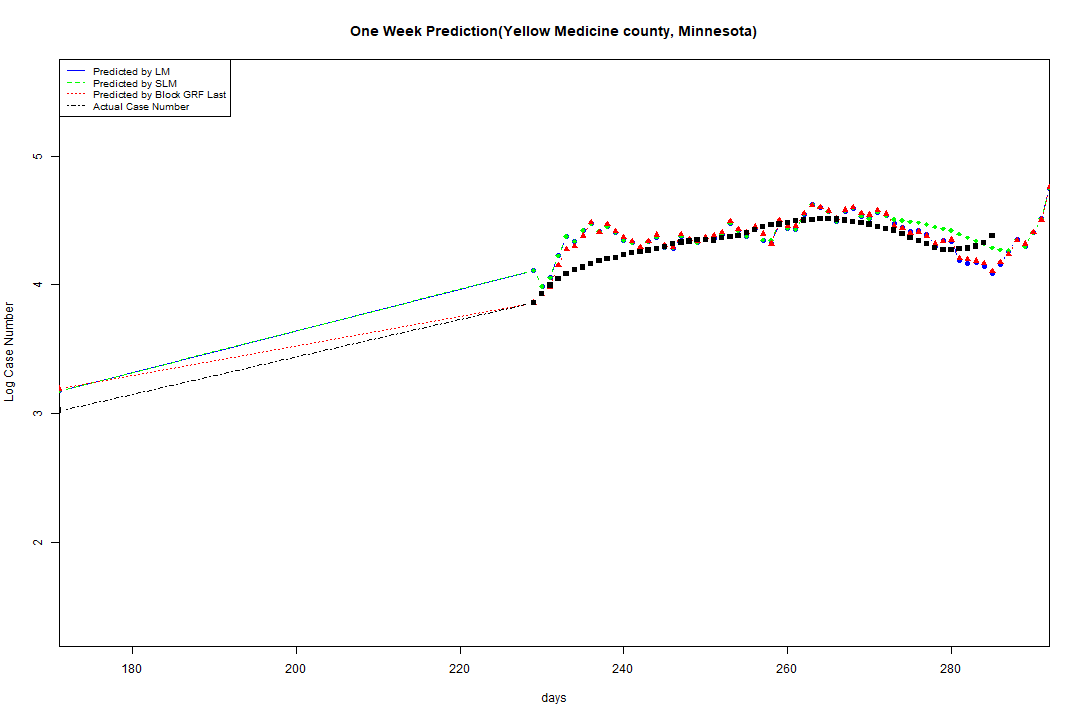 One Week Prediction(Yellow Medicine county, Minnesota)
Predicted by LM
Predicted by SLM
Predicted by Block GRF Last
Actual Case Number
5
4
3
2
Log Case Number
180 200 220 240 260 280
days